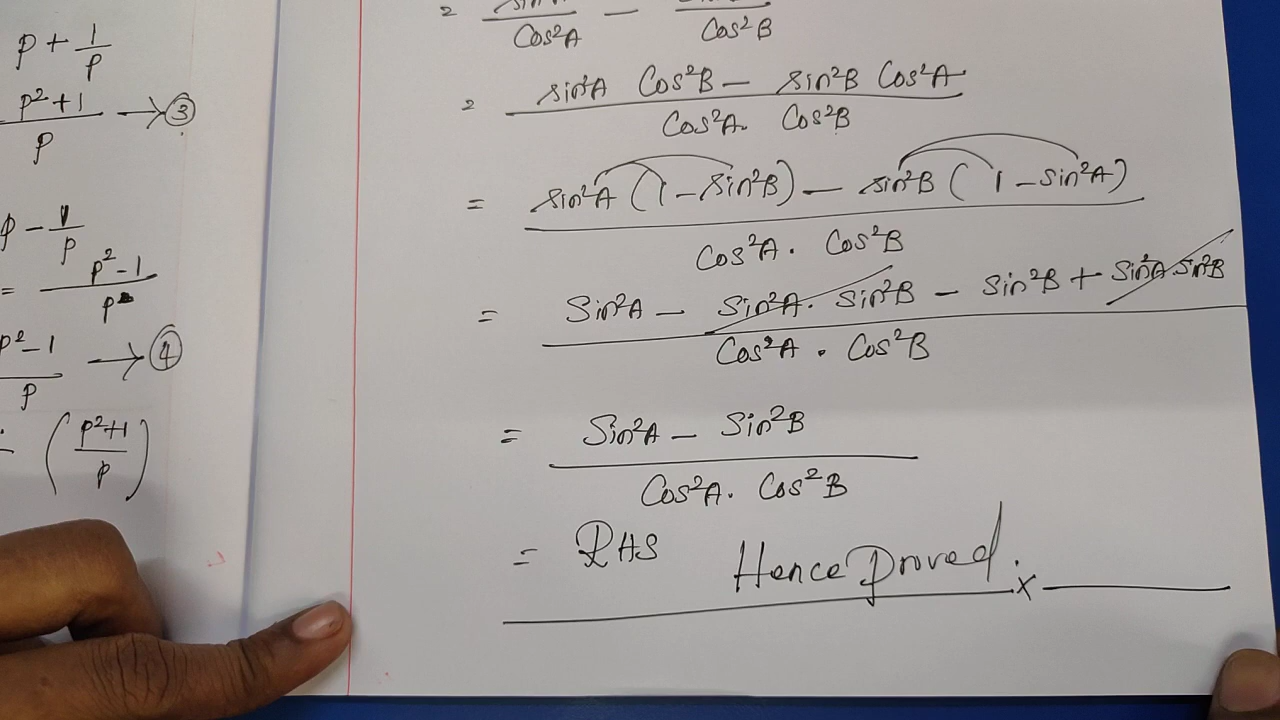 p + 1/p
p²+1 / p → ③
p - 1/p
= p²-1 / p
p²-1 / p → ④
(p²+1 / p)
Cos²A — Cos²B
= sin²A Cos²B - sin²B Cos²A / Cos²A. Cos²B
= sin²A (1 - sin²B) - sin²B (1 - sin²A) / Cos²A . Cos²B
= Sin²A - Sin²A . Sin²B - Sin²B + Sin²A Sin²B / Cos²A . Cos²B
= Sin²A - Sin²B / Cos²A . Cos²B
= RHS Hence Proved.
x